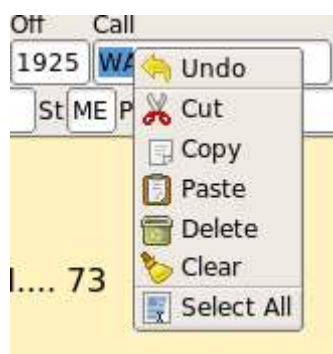 Off Call
1925 WA
Undo
St ME P
Cut
Copy
Paste
Delete
.... 73
Clear
Select All